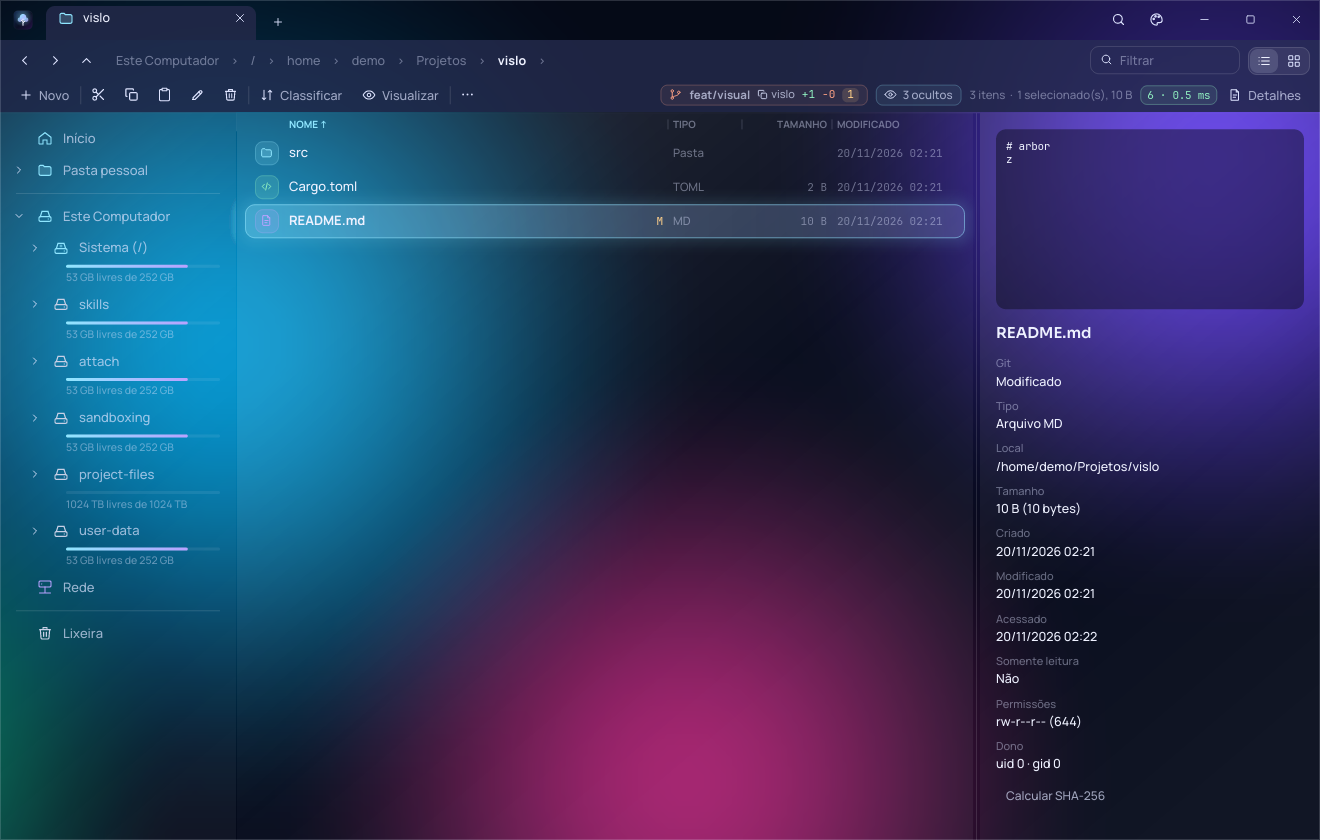 vislo
Este Computador / home demo Projetos vislo
Filtrar
Novo
Classificar
Visualizar
feat/visual vislo +1 -0 1
3 ocultos
3 itens · 1 selecionado(s), 10 B
6 · 0.5 ms
Detalhes
Início
Pasta pessoal
Este Computador
Sistema (/)
53 GB livres de 252 GB
skills
53 GB livres de 252 GB
attach
53 GB livres de 252 GB
sandboxing
53 GB livres de 252 GB
project-files
1024 TB livres de 1024 TB
user-data
53 GB livres de 252 GB
Rede
Lixeira
NOME ↑ TIPO TAMANHO MODIFICADO
src Pasta 20/11/2026 02:21
Cargo.toml TOML 2 B 20/11/2026 02:21
README.md M MD 10 B 20/11/2026 02:21
# arbor
z
README.md
Git
Modificado
Tipo
Arquivo MD
Local
/home/demo/Projetos/vislo
Tamanho
10 B (10 bytes)
Criado
20/11/2026 02:21
Modificado
20/11/2026 02:21
Acessado
20/11/2026 02:22
Somente leitura
Não
Permissões
rw-r--r-- (644)
Dono
uid 0 · gid 0
Calcular SHA-256